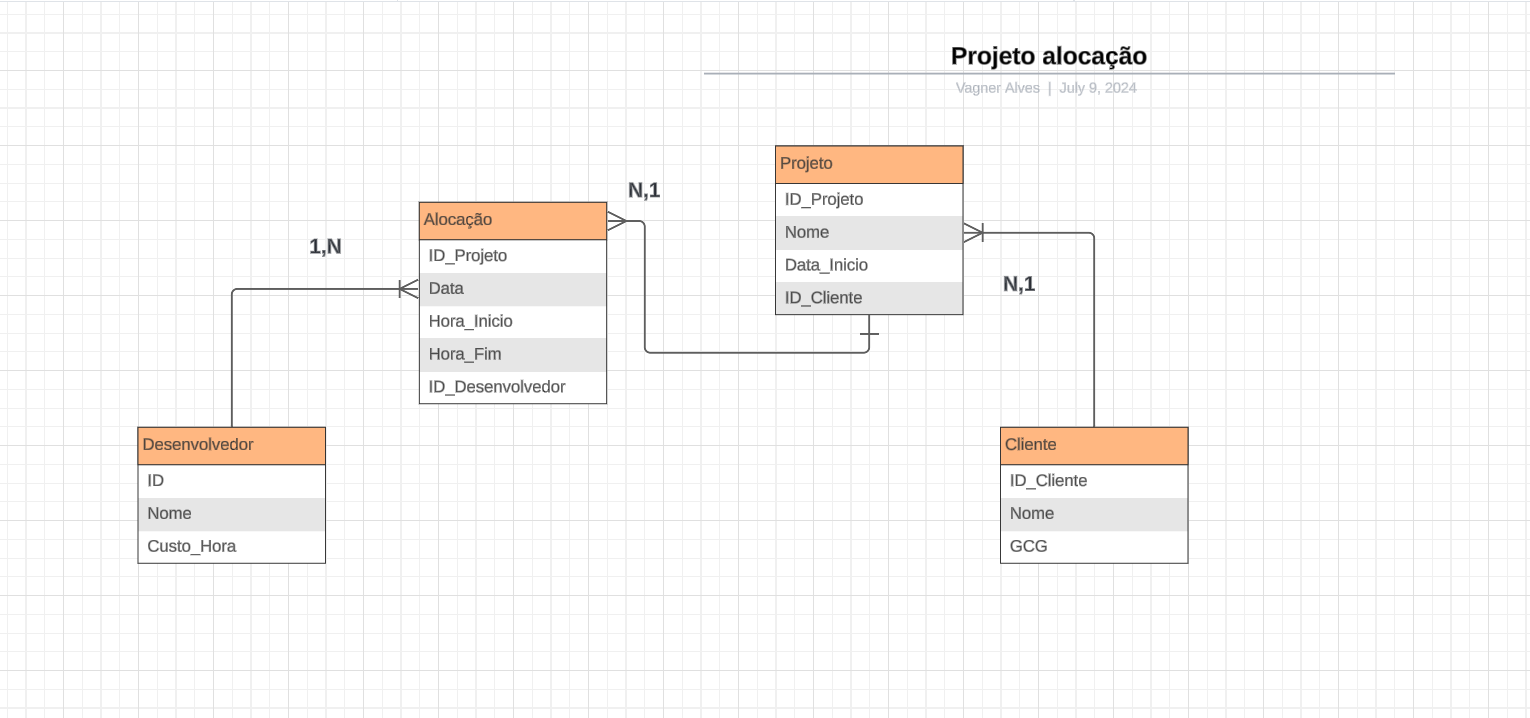 Projeto alocação
Vagner Alves | July 9, 2024
1,N
Alocação
ID_Projeto
Data
Hora_Inicio
Hora_Fim
ID_Desenvolvedor
N,1
Projeto
ID_Projeto
Nome
Data_Inicio
ID_Cliente
N,1
Desenvolvedor
ID
Nome
Custo_Hora
Cliente
ID_Cliente
Nome
GCG